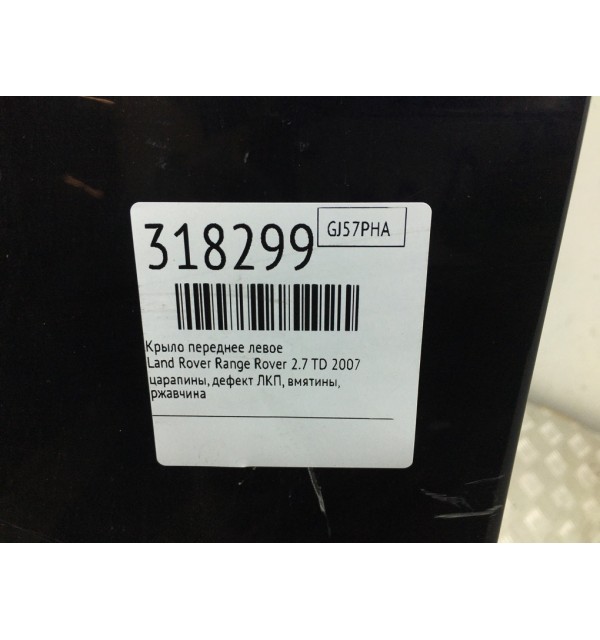 318299
GJ57PHA
Крыло переднее левое
Land Rover Range Rover 2.7 TD 2007
царапины, дефект ЛКП, вмятины,
ржавчина